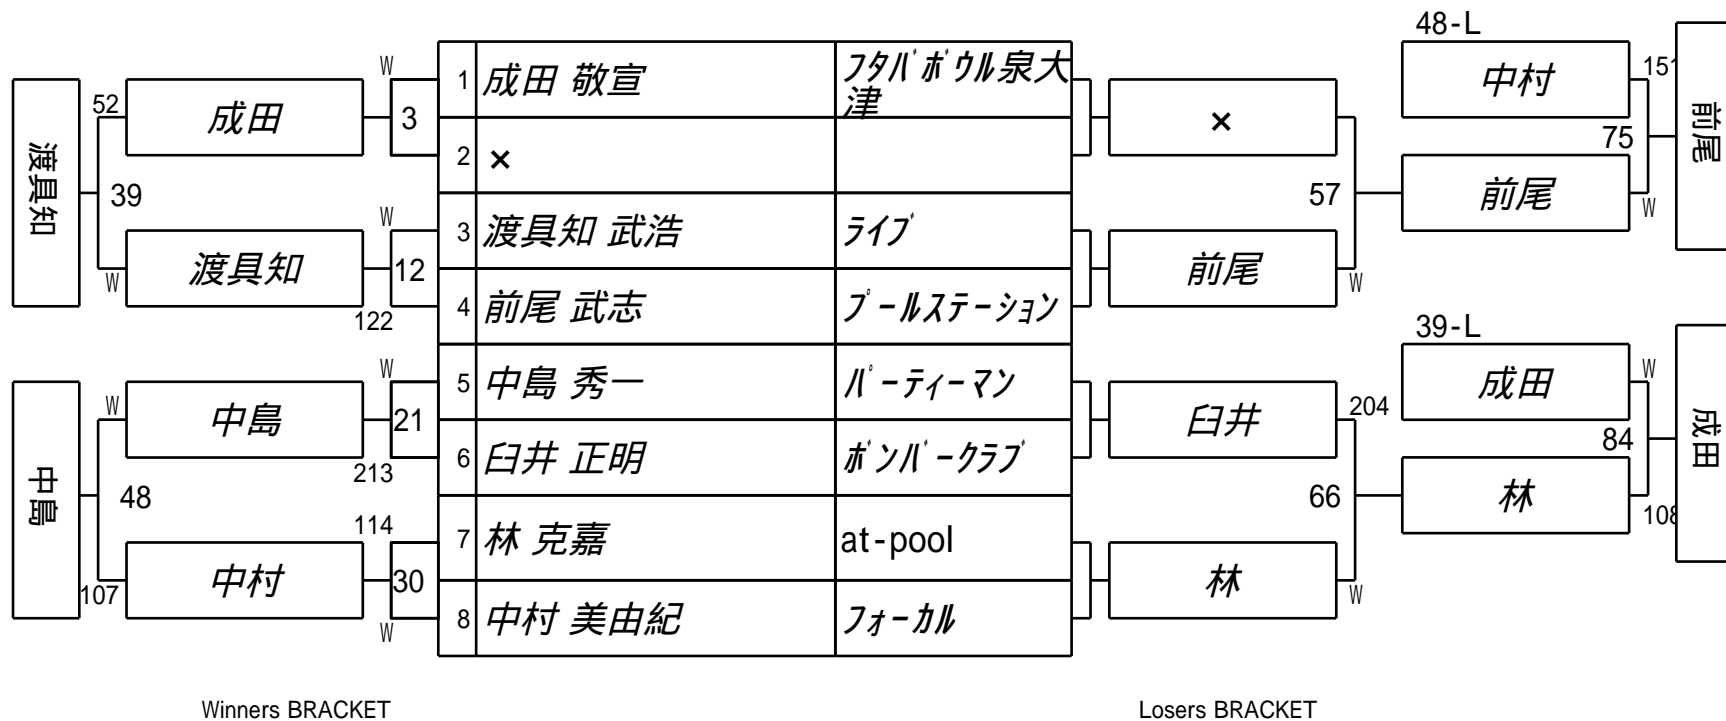 48-L
W
1 成田 敬宣 フタバボウル泉大
津
中村 151
52 成田 3 ×
2 ×
75 前尾
渡具知 39
57 前尾 W
W
3 渡具知 武浩 ライブ
W 渡具知 12 前尾 W
4 前尾 武志 プールステーション
122
39-L
W
5 中島 秀一 パーティーマン
成田 W
W 中島 21 臼井 204
6 臼井 正明 ボンバークラブ
213
84 成田
中島 48
66 林 108
114
7 林 克嘉 at-pool
107 中村 30 林 W
8 中村 美由紀 フォーカル
W
Winners BRACKET
Losers BRACKET